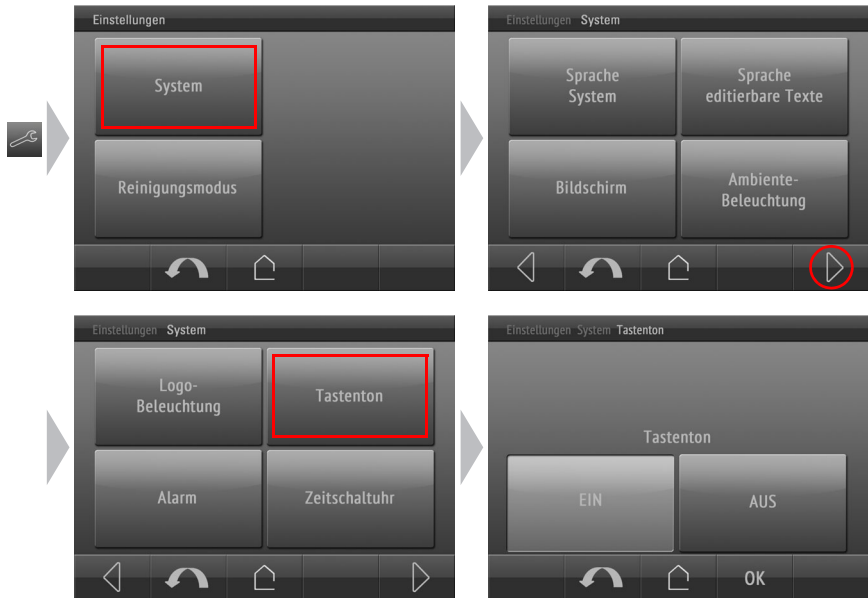 Einstellungen
System
Reinigungsmodus
Einstellungen System
Sprache
System
Sprache
editierbare Texte
Bildschirm
Ambiente-
Beleuchtung
Einstellungen System
Logo-
Beleuchtung
Tastenton
Alarm
Zeitschaltuhr
Einstellungen System Tastenton
Tastenton
EIN
AUS
OK